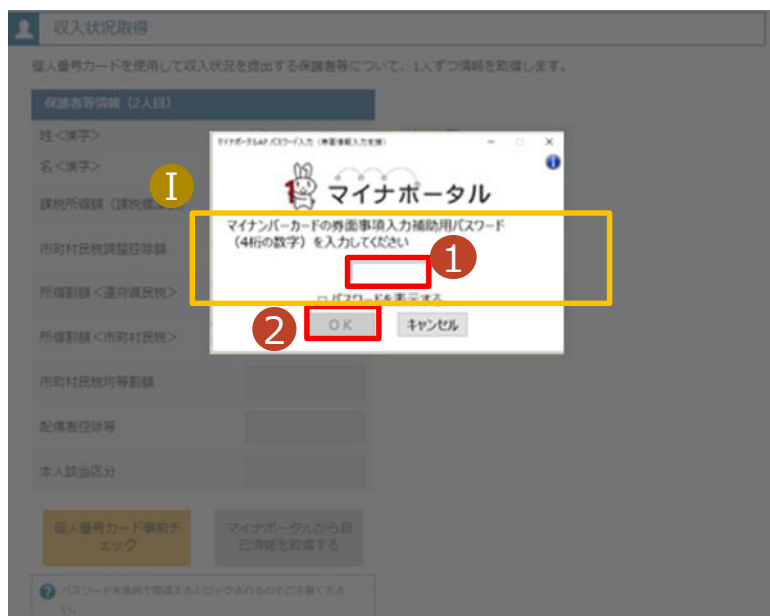 収入状況取得
個人番号カードを使用して収入状況を提出する保護者等について、1人ずつ情報を取得します。
保護者等情報（2人目）
姓<漢字>
名<漢字>
マイナポータルAP パスワード入力（券面事項入力支援）
マイナポータル
I
課税所得額（課税標
マイナンバーカードの券面事項入力補助用パスワード
（4桁の数字）を入力してください
1
市町村民税調整控除額
所得割額<道府県民税>
パスワードを表示する
2
OK
キャンセル
所得割額<市町村民税>
市町村民税均等割額
配偶者控除等
本人該当区分
個人番号カード事前チ
ェック
マイナポータルから自
己情報を取得する
パスワードを連続で間違えるとロックされるのでご注意くださ
い。